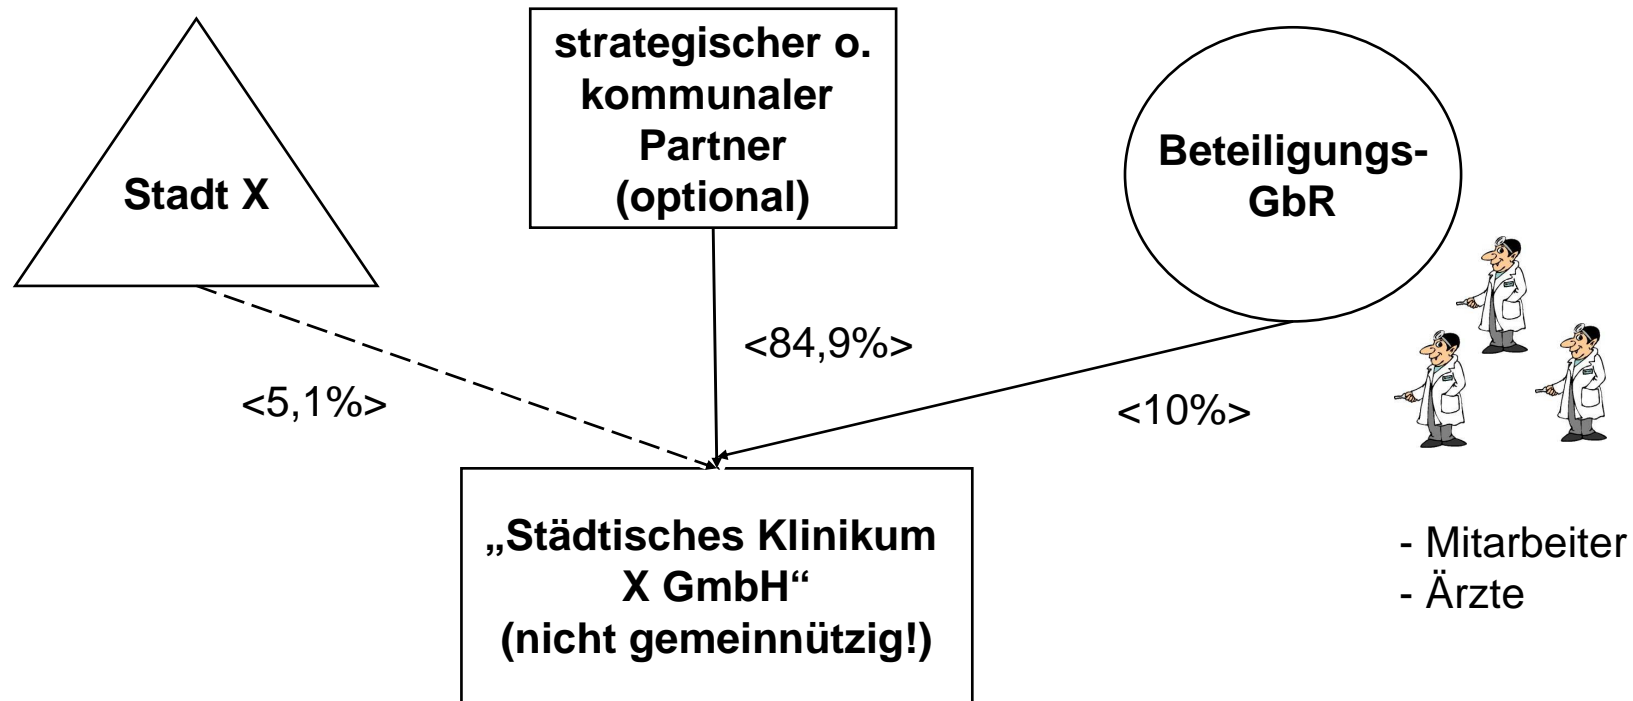 Stadt X
strategischer o.
kommunaler
Partner
(optional)
Beteiligungs-
GbR
<5,1%>
<84,9%>
<10%>
„Städtisches Klinikum
X GmbH“
(nicht gemeinnützig!)
- Mitarbeiter
- Ärzte